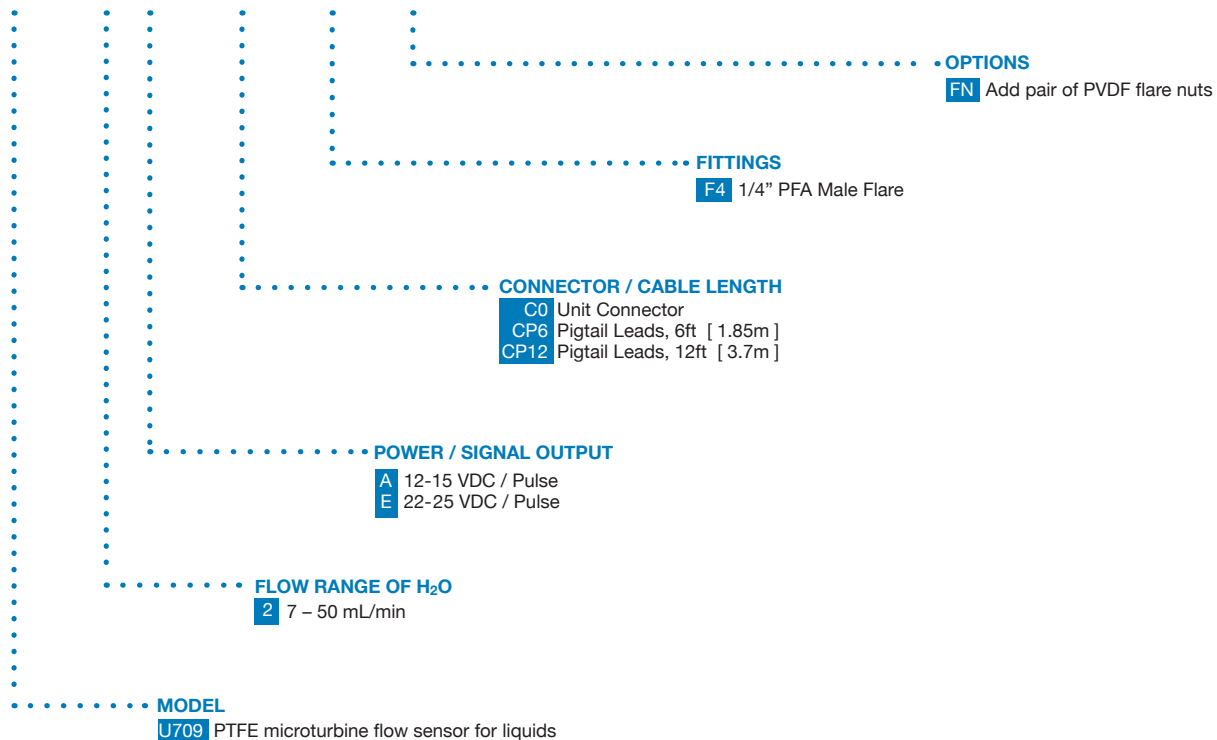 OPTIONS
FN Add pair of PVDF flare nuts
FITTINGS
F4 1/4” PFA Male Flare
CONNECTOR / CABLE LENGTH
C0 Unit Connector
CP6 Pigtail Leads, 6ft [ 1.85m ]
CP12 Pigtail Leads, 12ft [ 3.7m ]
POWER / SIGNAL OUTPUT
A 12-15 VDC / Pulse
E 22-25 VDC / Pulse
FLOW RANGE OF H₂O
2 7 – 50 mL/min
MODEL
U709 PTFE microturbine flow sensor for liquids